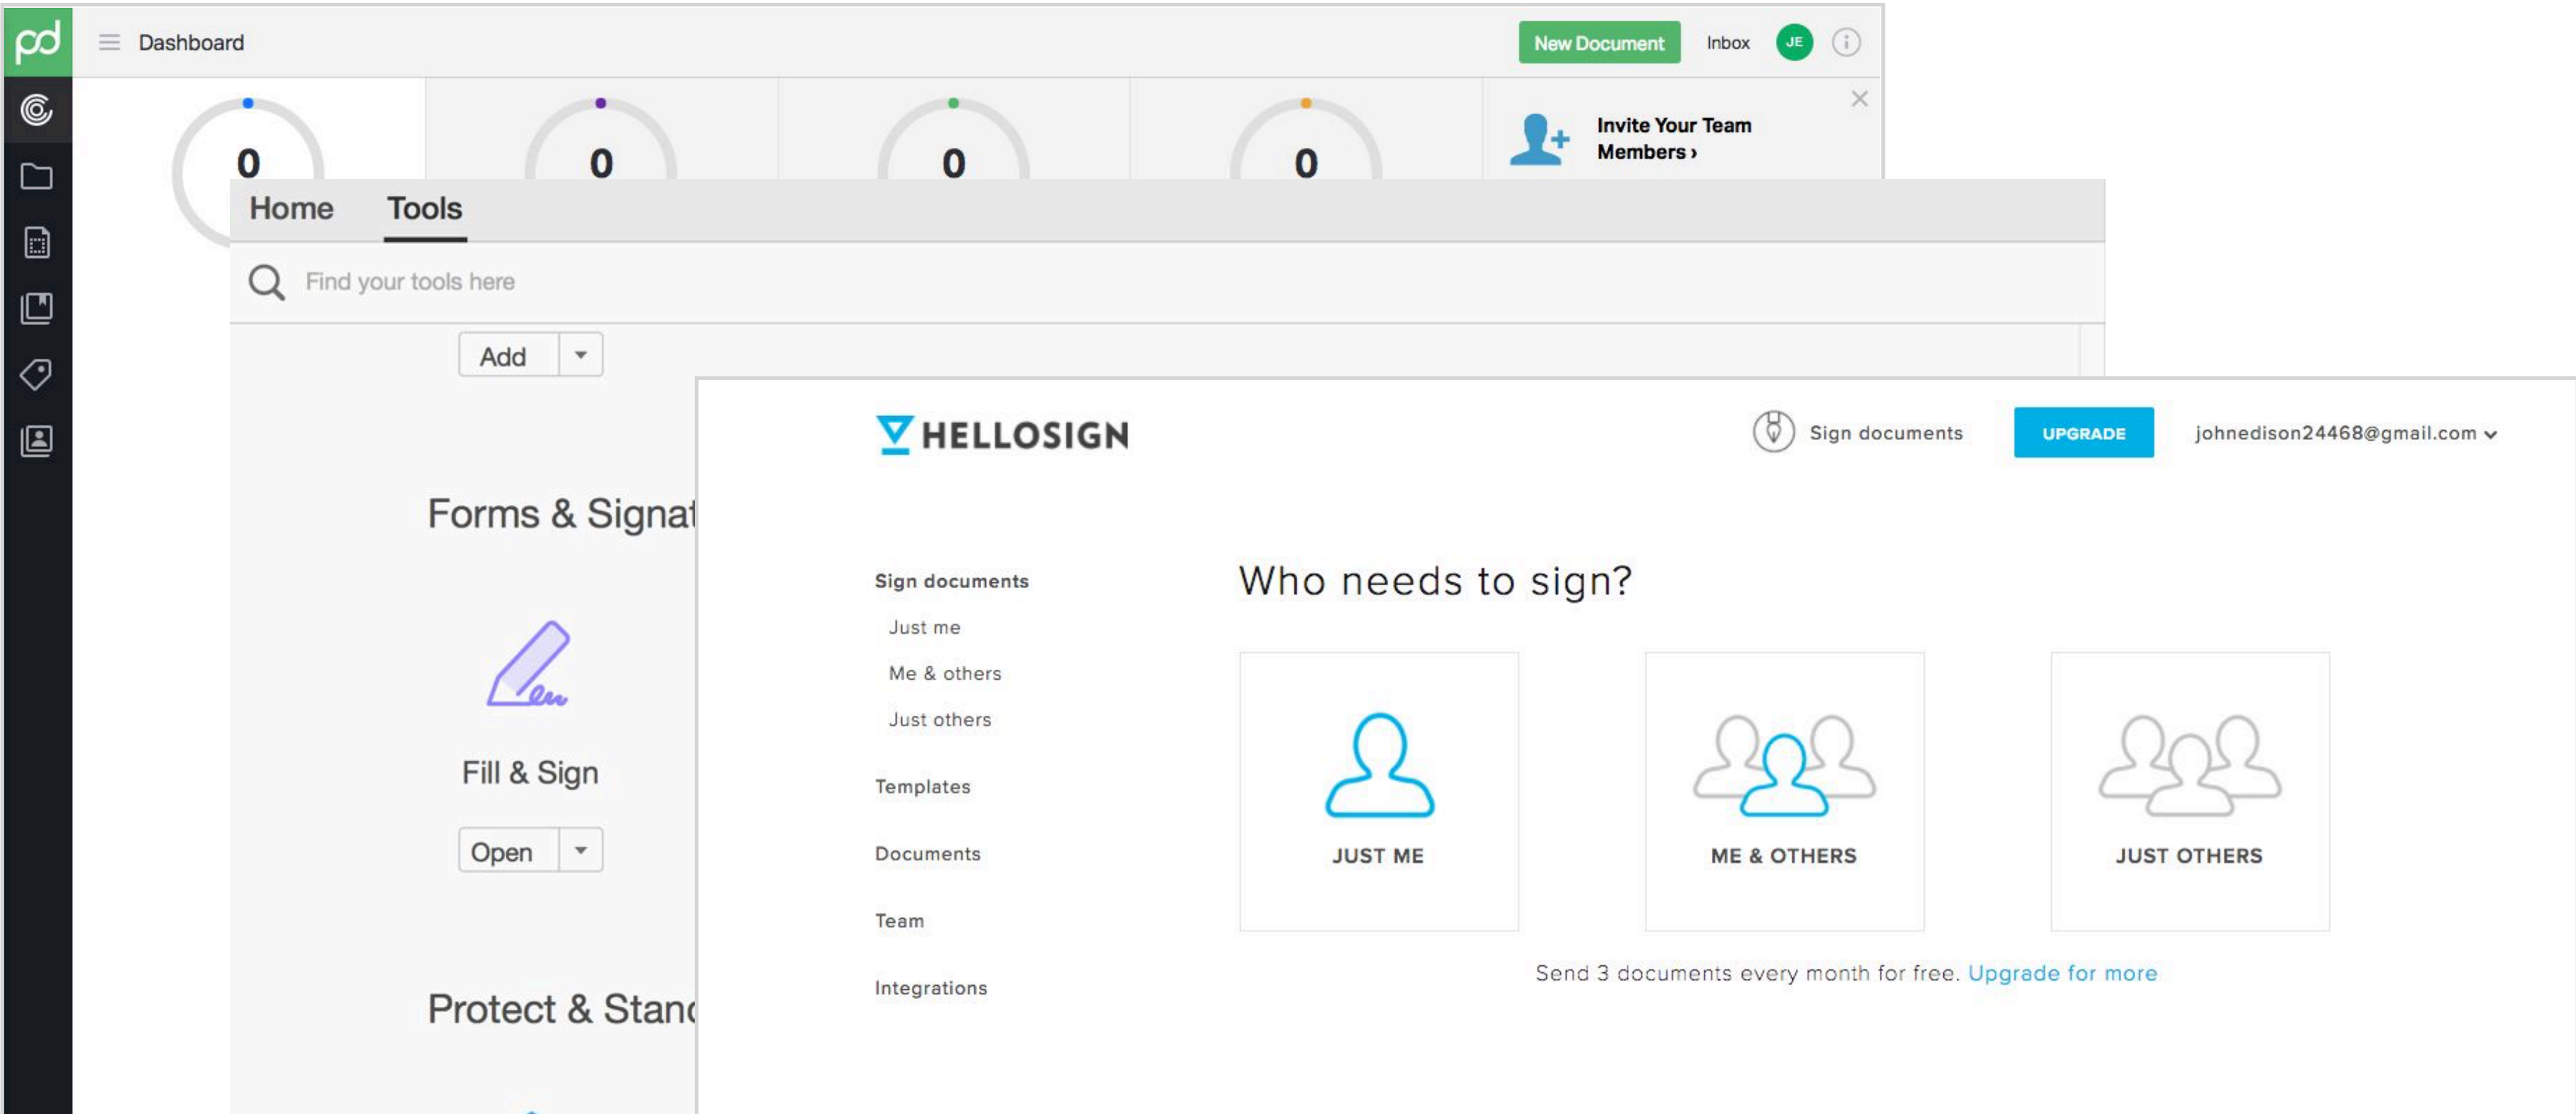 pd
Dashboard
New Document
Inbox
JE
0
0
0
0
Invite Your Team
Members ›
Home
Tools
Find your tools here
Add
Forms & Signat
Fill & Sign
Open
Protect & Stand
HELLOSIGN
Sign documents
UPGRADE
johnedison24468@gmail.com
Sign documents
Just me
Me & others
Just others
Templates
Documents
Team
Integrations
Who needs to sign?
JUST ME
ME & OTHERS
JUST OTHERS
Send 3 documents every month for free. Upgrade for more